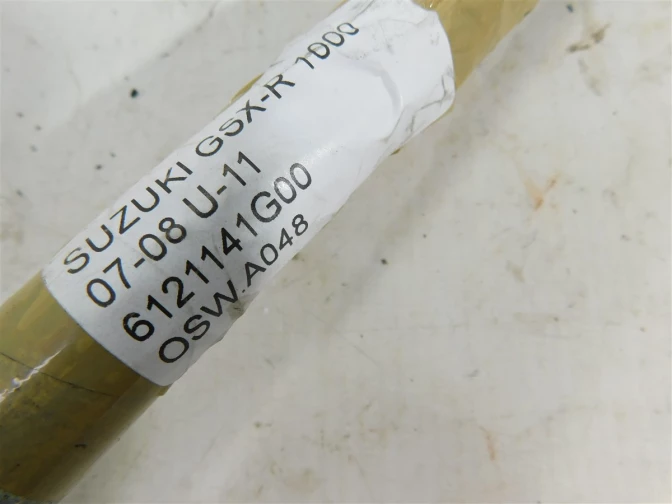 SUZUKI GSX-R 1000
07-08 U-11
6121141G00
OSW.A048